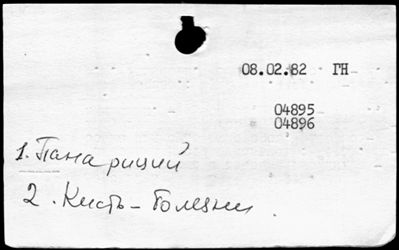 08.02.82 ГН
04895
04896
1. Панариций
2. Кисть - болезни.